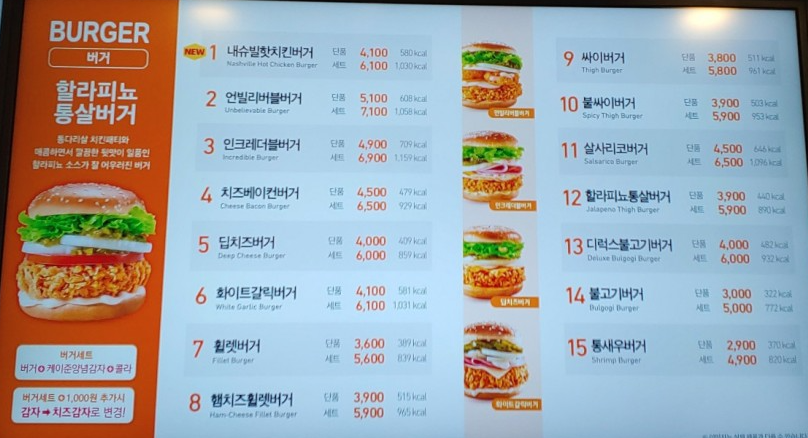 BURGER
버거
할라피뇨
통살버거
통다리살 치킨패티와
매콤하면서 깔끔한 뒷맛이 일품인
할라피뇨 소스가 잘 어우러진 버거
버거세트
버거+케이준양념감자+콜라
버거세트 +1,000원 추가시
감자➡치즈감자로 변경!
NEW 1 내슈빌핫치킨버거 단품 4,100 580 kcal
Nashville Hot Chicken Burger 세트 6,100 1,030 kcal
2 언빌리버블버거 단품 5,100 608 kcal
Unbelievable Burger 세트 7,100 1,058 kcal
3 인크레더블버거 단품 4,900 709 kcal
Incredible Burger 세트 6,900 1,159 kcal
4 치즈베이컨버거 단품 4,500 479 kcal
Cheese Bacon Burger 세트 6,500 929 kcal
5 딥치즈버거 단품 4,000 409 kcal
Deep Cheese Burger 세트 6,000 859 kcal
6 화이트갈릭버거 단품 4,100 581 kcal
White Garlic Burger 세트 6,100 1,031 kcal
7 휠렛버거 단품 3,600 389 kcal
Fillet Burger 세트 5,600 839 kcal
8 햄치즈휠렛버거 단품 3,900 515 kcal
Ham-Cheese Fillet Burger 세트 5,900 965 kcal
언빌리버블버거
인크레더블버거
딥치즈버거
화이트갈릭버거
9 싸이버거 단품 3,800 511 kcal
Thigh Burger 세트 5,800 961 kcal
10 불싸이버거 단품 3,900 503 kcal
Spicy Thigh Burger 세트 5,900 953 kcal
11 살사리코버거 단품 4,500 646 kcal
Salsarico Burger 세트 6,500 1,096 kcal
12 할라피뇨통살버거 단품 3,900 440 kcal
Jalapeno Thigh Burger 세트 5,900 890 kcal
13 디럭스불고기버거 단품 4,000 482 kcal
Deluxe Bulgogi Burger 세트 6,000 932 kcal
14 불고기버거 단품 3,000 322 kcal
Bulgogi Burger 세트 5,000 772 kcal
15 통새우버거 단품 2,900 370 kcal
Shrimp Burger 세트 4,900 820 kcal